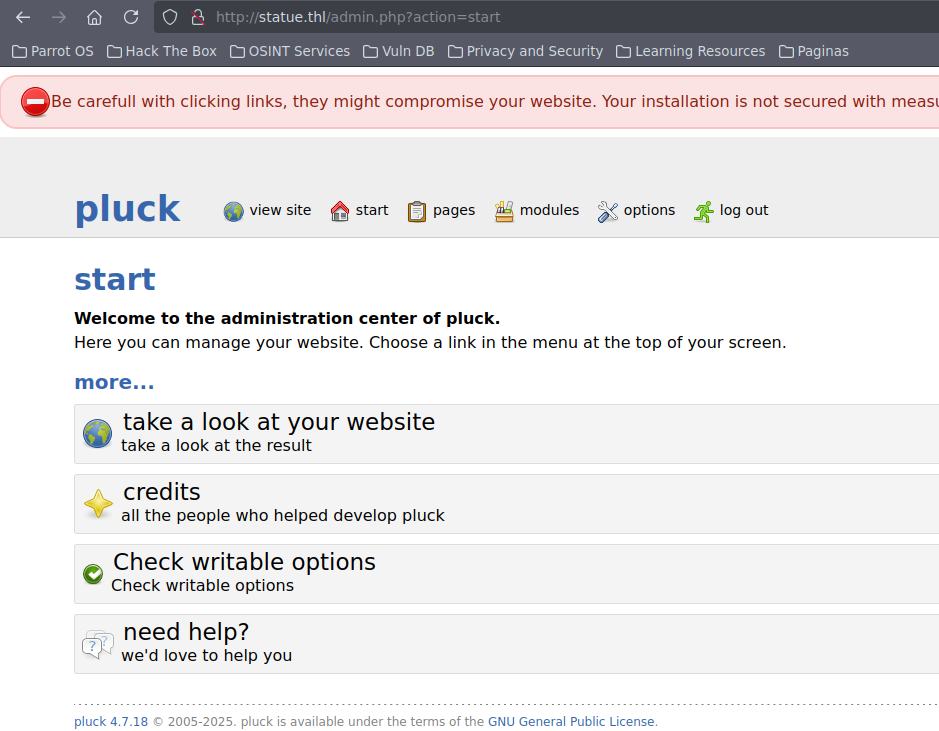 http://statue.thl/admin.php?action=start
Parrot OS Hack The Box OSINT Services Vuln DB Privacy and Security Learning Resources Paginas
Be carefull with clicking links, they might compromise your website. Your installation is not secured with
pluck view site start pages modules options log out
start
Welcome to the administration center of pluck.
Here you can manage your website. Choose a link in the menu at the top of your screen.
more...
take a look at your website
take a look at the result
credits
all the people who helped develop pluck
Check writable options
Check writable options
need help?
we'd love to help you
pluck 4.7.18 © 2005-2025. pluck is available under the terms of the GNU General Public License.